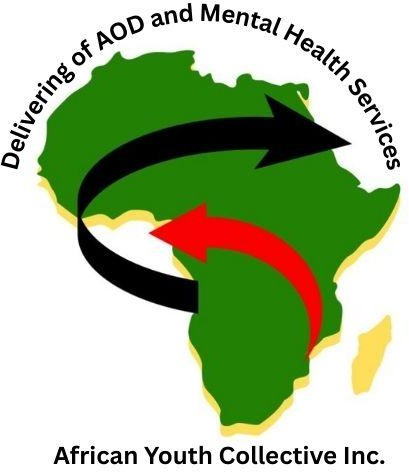 Delivering of AOD and Mental Health Services
African Youth Collective Inc.